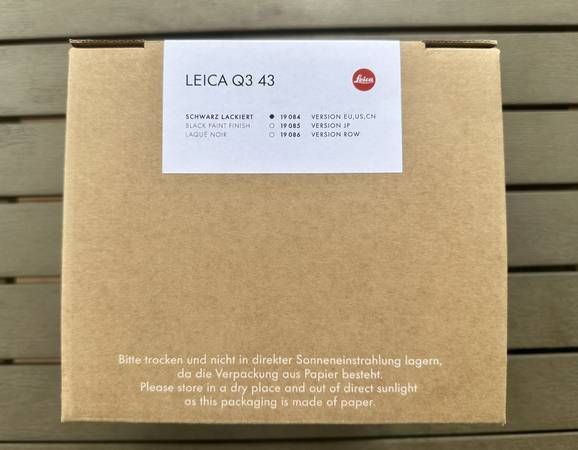 LEICA Q3 43
Leica
SCHWARZ LACKIERT ● 19 084 VERSION EU,US,CN
BLACK PAINT FINISH ○ 19 085 VERSION JP
LAQUÉ NOIR ○ 19 086 VERSION ROW
Bitte trocken und nicht in direkter Sonneneinstrahlung lagern,
da die Verpackung aus Papier besteht.
Please store in a dry place and out of direct sunlight
as this packaging is made of paper.